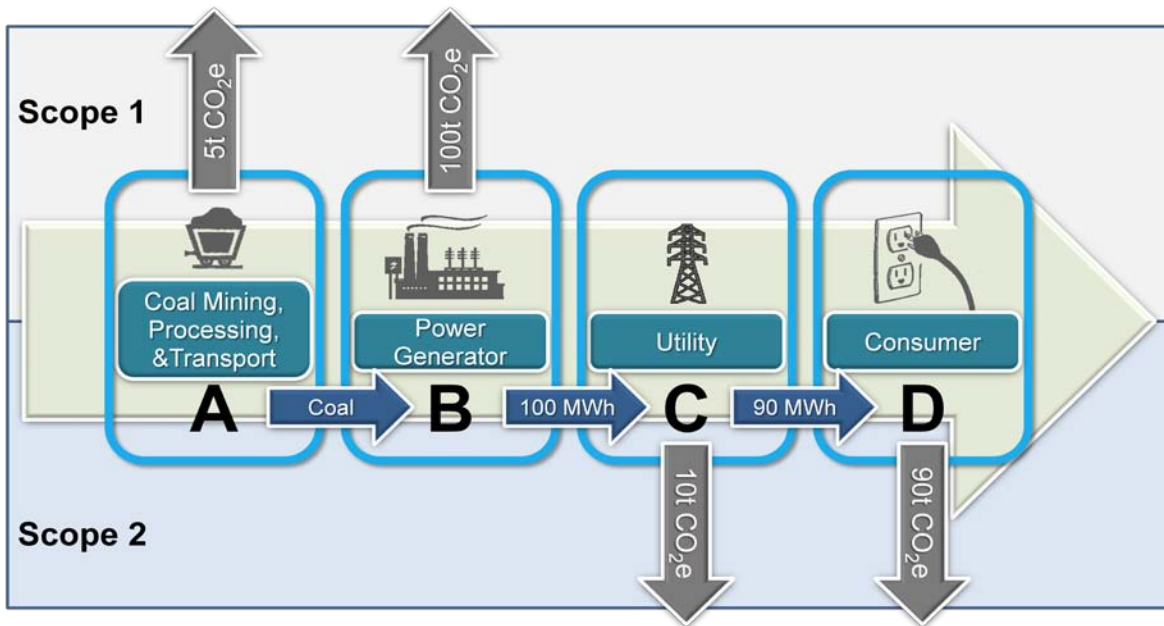 5t CO₂e
100t CO₂e
Scope 1
Coal Mining,
Processing,
&Transport
Power
Generator
Utility
Consumer
A
Coal
B
100 MWh
C
90 MWh
D
10t CO₂e
90t CO₂e
Scope 2